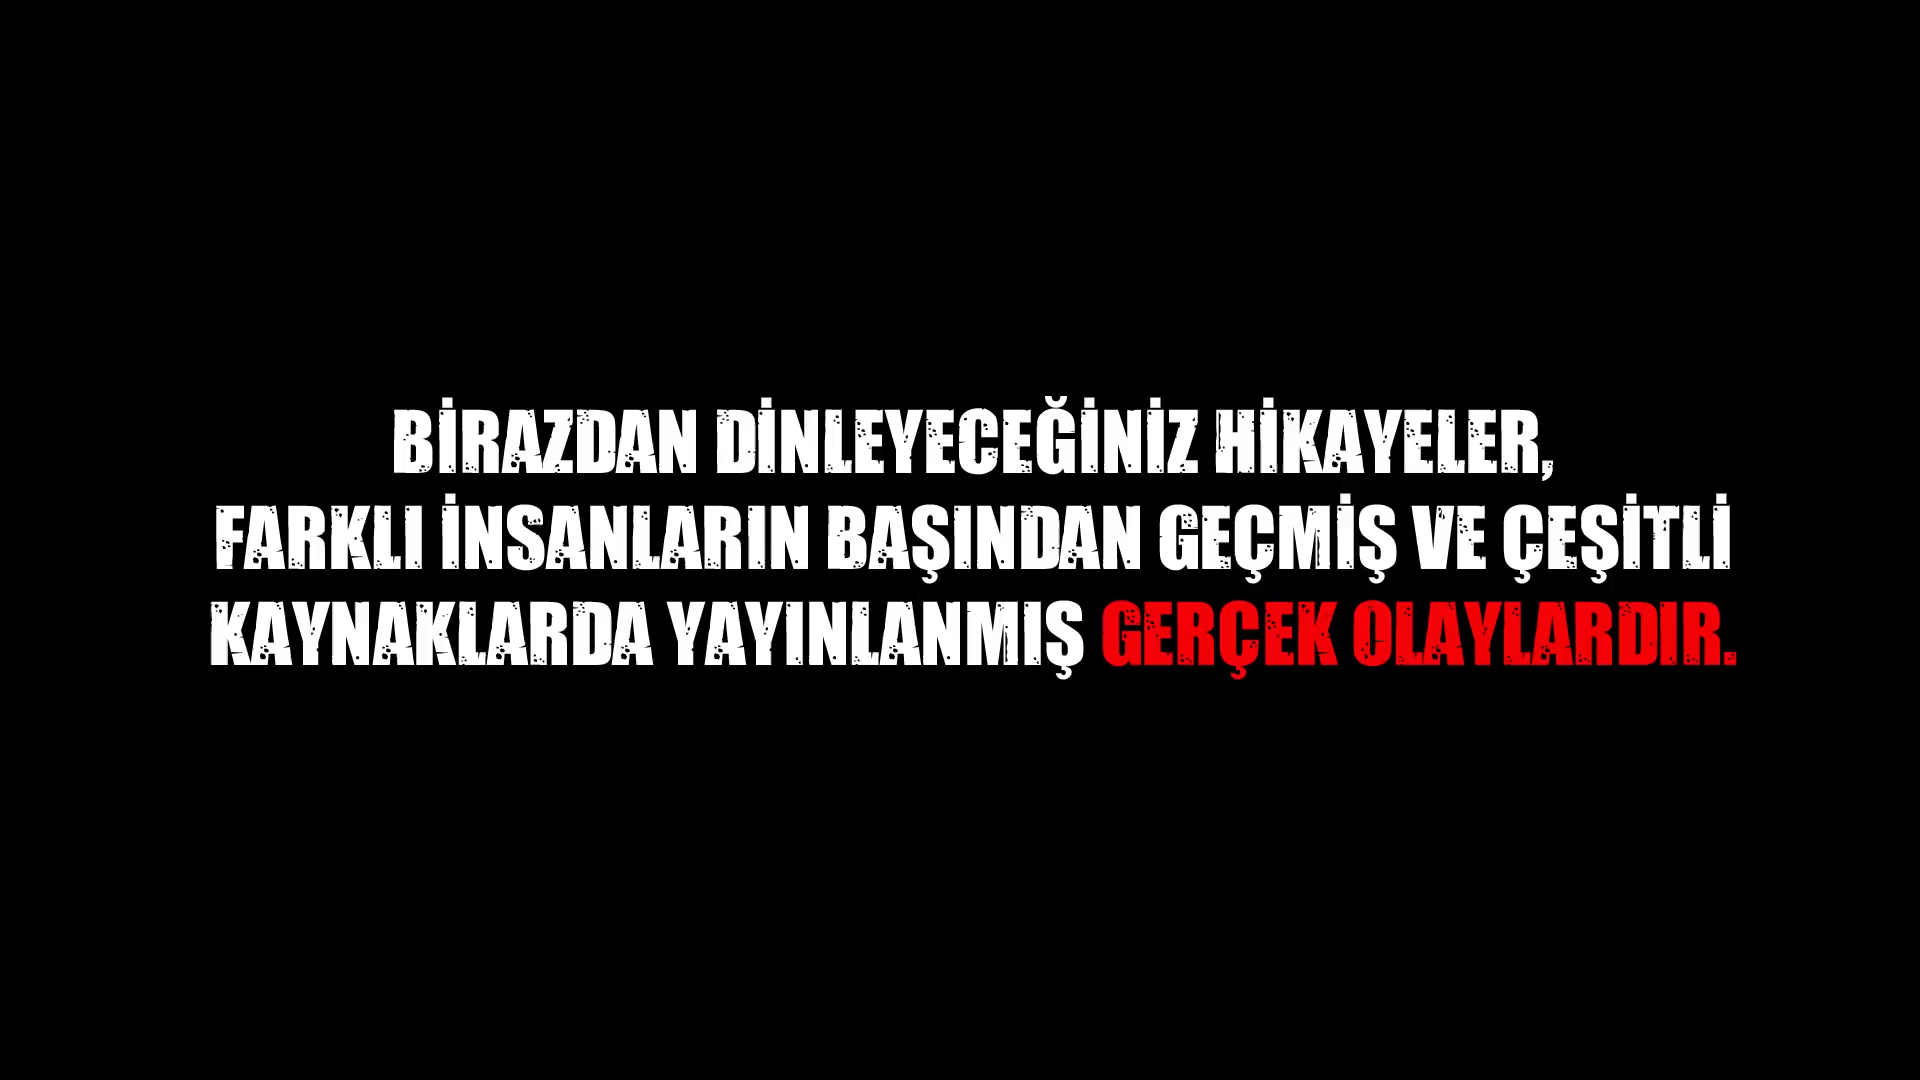 BİRAZDAN DİNLEYECEĞİNİZ HİKAYELER,
FARKLI İNSANLARIN BAŞINDAN GEÇMİŞ VE ÇEŞİTLİ
KAYNAKLARDA YAYINLANMIŞ GERÇEK OLAYLARDIR.